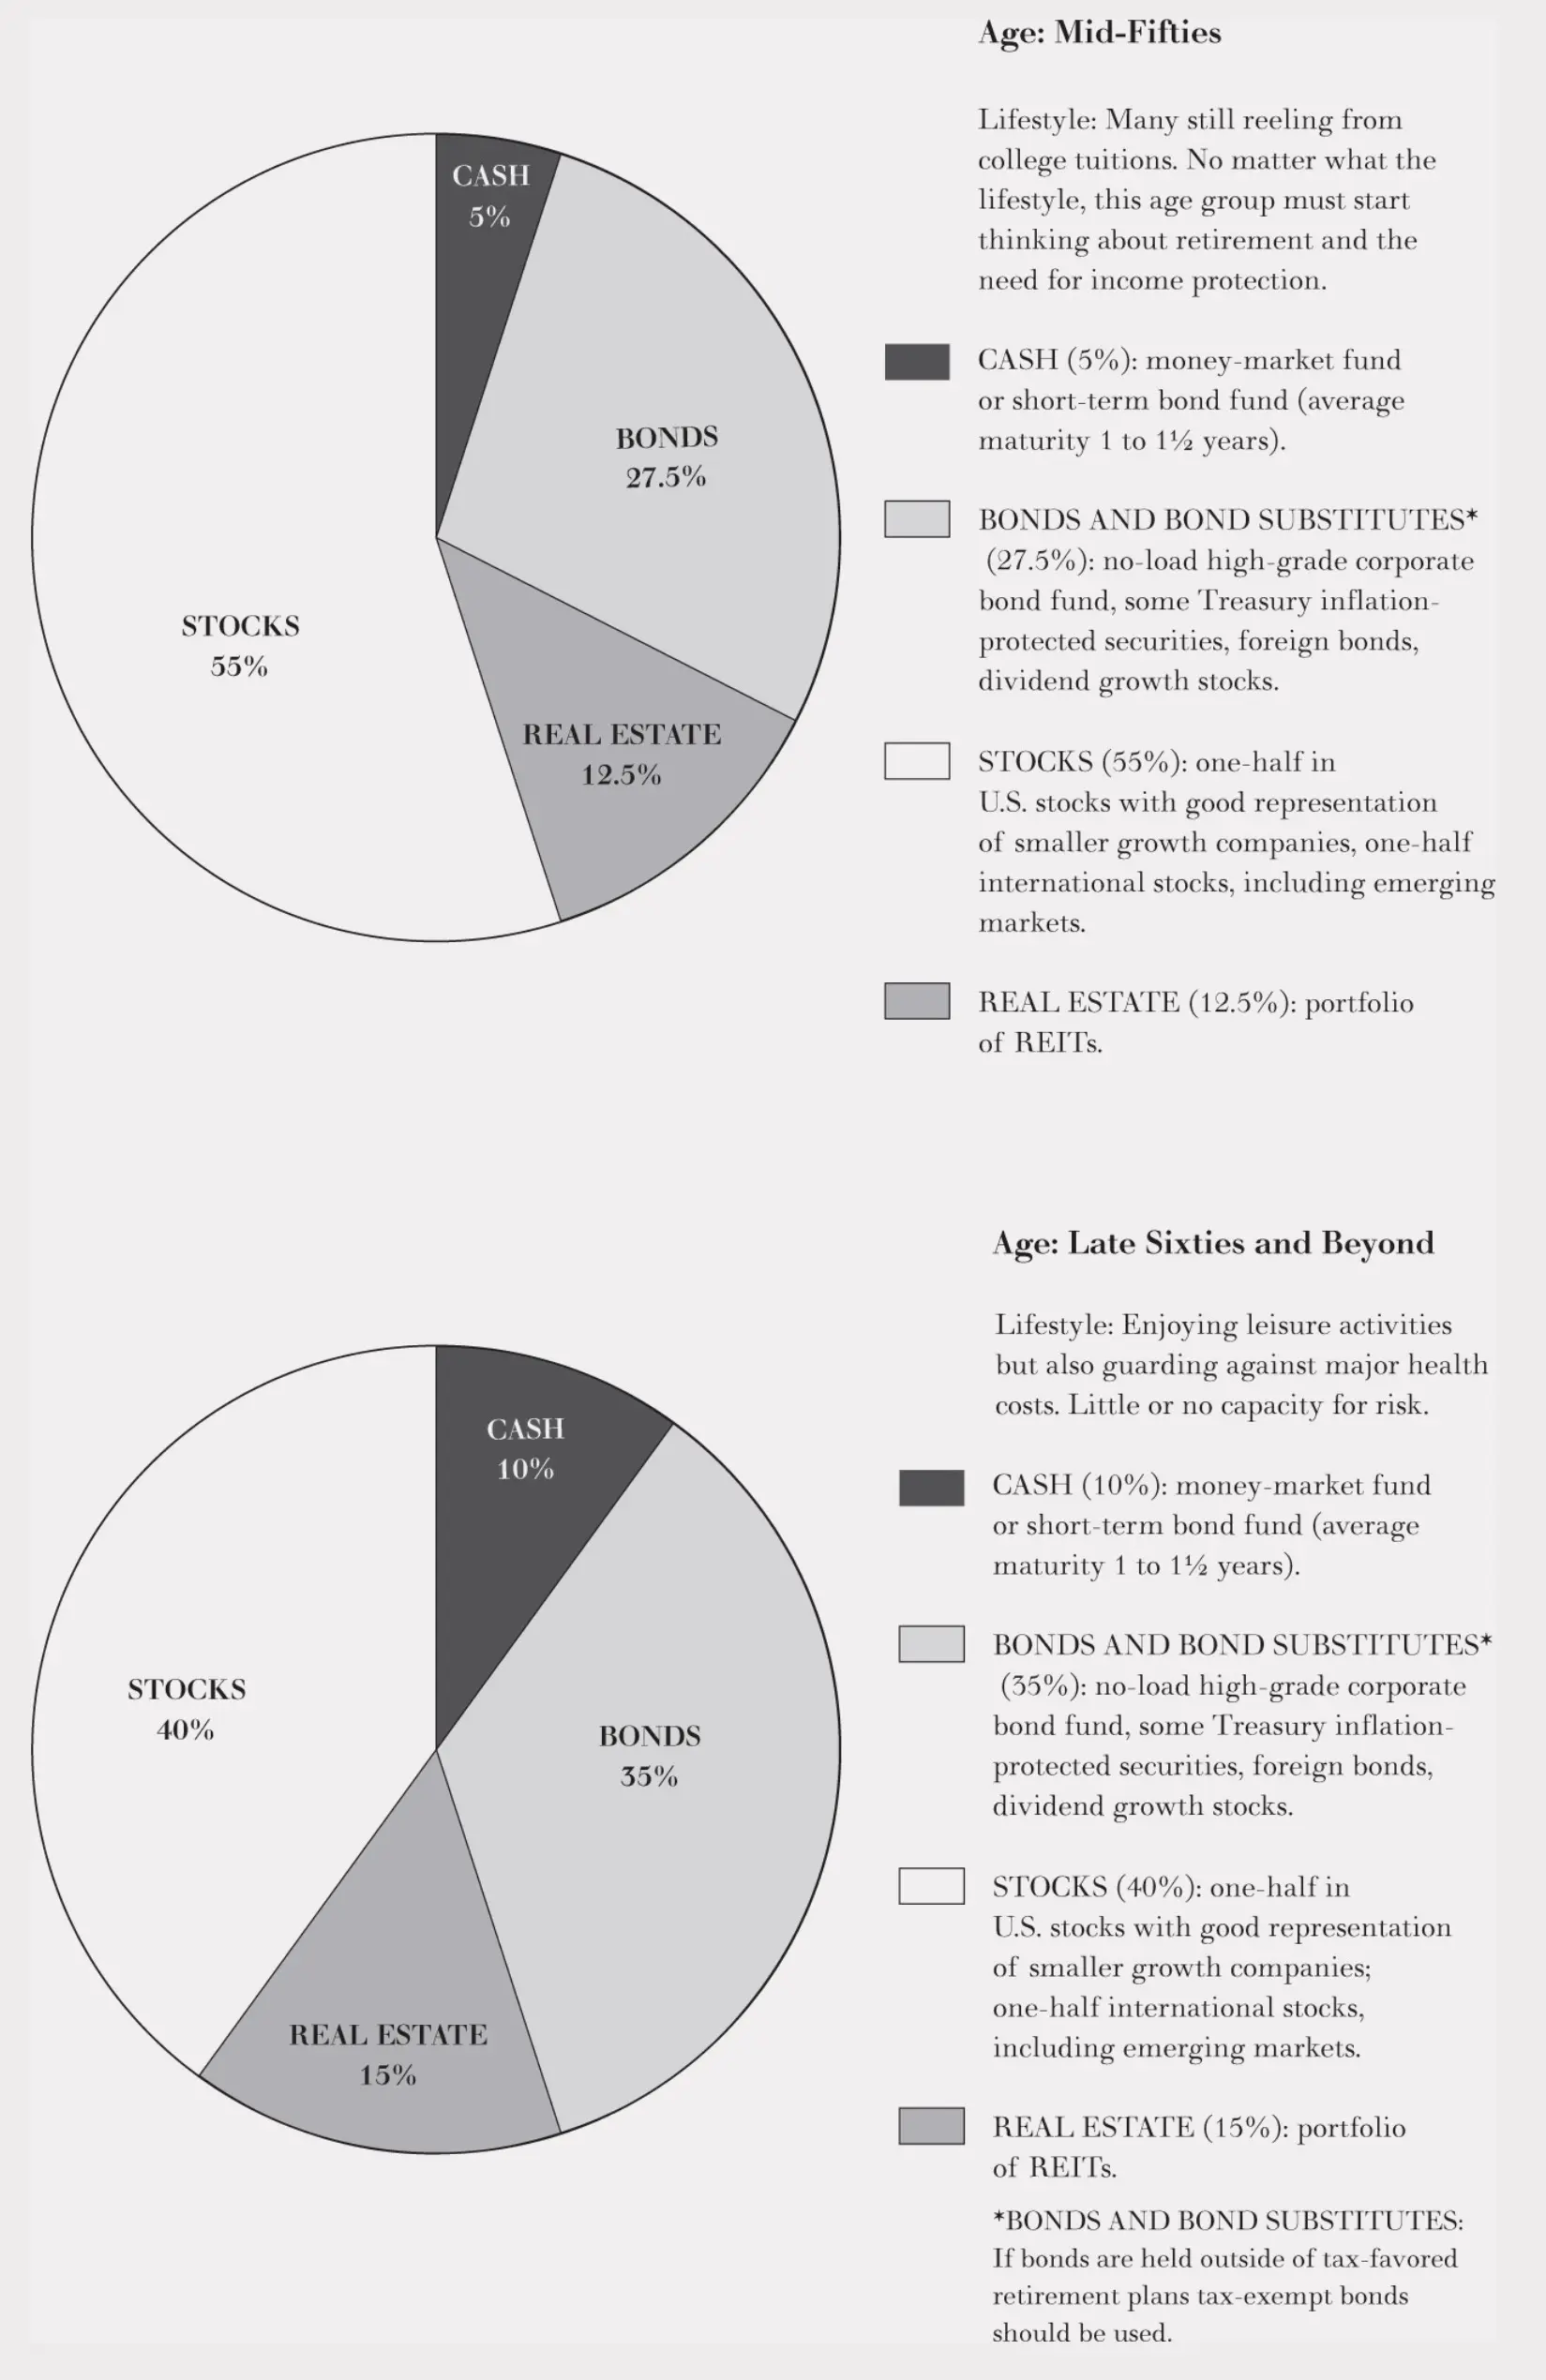 Age: Mid-Fifties
Lifestyle: Many still reeling from
college tuitions. No matter what the
lifestyle, this age group must start
thinking about retirement and the
need for income protection.
CASH
5%
BONDS
27.5%
STOCKS
55%
REAL ESTATE
12.5%
CASH (5%): money-market fund
or short-term bond fund (average
maturity 1 to 1½ years).
BONDS AND BOND SUBSTITUTES*
(27.5%): no-load high-grade corporate
bond fund, some Treasury inflation-
protected securities, foreign bonds,
dividend growth stocks.
STOCKS (55%): one-half in
U.S. stocks with good representation
of smaller growth companies, one-half
international stocks, including emerging
markets.
REAL ESTATE (12.5%): portfolio
of REITs.
Age: Late Sixties and Beyond
Lifestyle: Enjoying leisure activities
but also guarding against major health
costs. Little or no capacity for risk.
CASH
10%
STOCKS
40%
BONDS
35%
REAL ESTATE
15%
CASH (10%): money-market fund
or short-term bond fund (average
maturity 1 to 1½ years).
BONDS AND BOND SUBSTITUTES*
(35%): no-load high-grade corporate
bond fund, some Treasury inflation-
protected securities, foreign bonds,
dividend growth stocks.
STOCKS (40%): one-half in
U.S. stocks with good representation
of smaller growth companies;
one-half international stocks,
including emerging markets.
REAL ESTATE (15%): portfolio
of REITs.
*BONDS AND BOND SUBSTITUTES:
If bonds are held outside of tax-favored
retirement plans tax-exempt bonds
should be used.